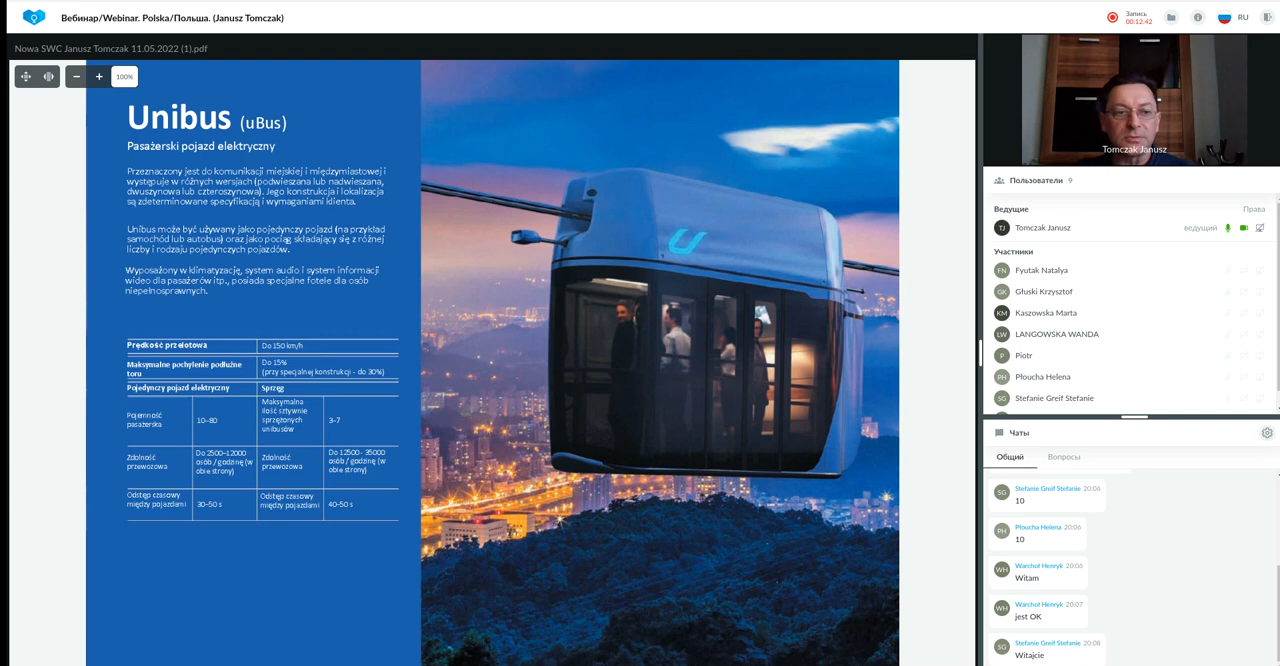 Вебинар/Webinar. Polska/Польша. (Janusz Tomczak)
Запись
00:12:42
RU
Nowa SWC Janusz Tomczak 11.05.2022 (1).pdf
100%
Unibus (uBus)
Pasażerski pojazd elektryczny
Przeznaczony jest do komunikacji miejskiej i międzymiastowej i
występuje w różnych wersjach (podwieszana lub nadwieszana,
dwuszynowa lub czteroszynowa). Jego konstrukcja i lokalizacja
są zdeterminowane specyfikacją i wymaganiami klienta.
Unibus może być używany jako pojedynczy pojazd (na przykład
samochód lub autobus) oraz jako pociąg składający się z różnej
liczby i rodzaju pojedynczych pojazdów.
Wyposażony w klimatyzację, system audio i system informacji
wideo dla pasażerów itp., posiada specjalne fotele dla osób
niepełnosprawnych.
Prędkość przelotowa
Do 150 km/h
Maksymalne pochylenie podłużne
toru
Do 15%
(przy specjalnej konstrukcji - do 30%)
Pojedynczy pojazd elektryczny
Sprzęg
Pojemność
pasażerska
10–80
Maksymalna
ilość sztywnie
sprzężonych
unibusów
3–7
Zdolność
przewozowa
Do 2500–12000
osób / godzinę (w
obie strony)
Zdolność
przewozowa
Do 12500 - 35000
osób / godzinę (w
obie strony)
Odstęp czasowy
między pojazdami
30–50 s
Odstęp czasowy
między pojazdami
40-50 s
Tomczak Janusz
Пользователи 9
Ведущие
Права
TJ
Tomczak Janusz
ведущий
Участники
FN
Fyutak Natalya
GK
Głuski Krzysztof
KM
Kaszowska Marta
LW
LANGOWSKA WANDA
P
Piotr
PH
Płoucha Helena
SG
Stefanie Greif Stefanie
Чаты
Общий
Вопросы
SG
Stefanie Greif Stefanie 20:06
10
PH
Płoucha Helena 20:06
10
WH
Warchoł Henryk 20:06
Witam
WH
Warchoł Henryk 20:07
jest OK
SG
Stefanie Greif Stefanie 20:08
Witajcie